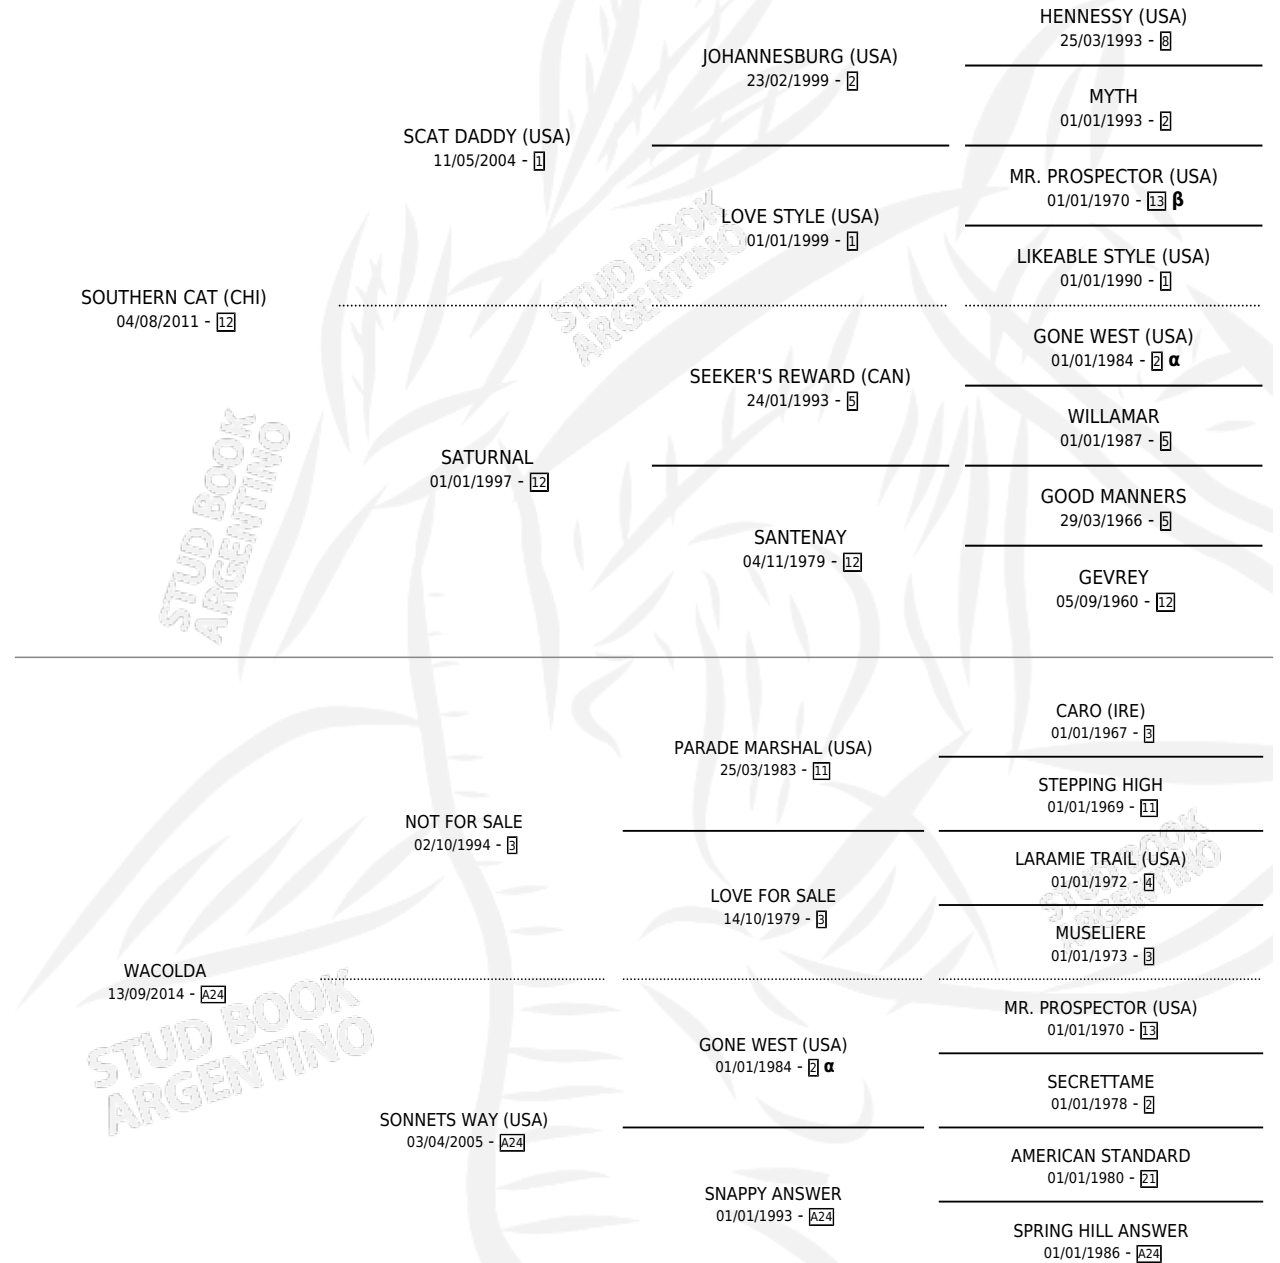 HENNESSY (USA)
25/03/1993 - 8
JOHANNESBURG (USA)
23/02/1999 - 2
MYTH
01/01/1993 - 2
SCAT DADDY (USA)
11/05/2004 - 1
MR. PROSPECTOR (USA)
01/01/1970 - 13 β
LOVE STYLE (USA)
01/01/1999 - 1
LIKEABLE STYLE (USA)
01/01/1990 - 1
SOUTHERN CAT (CHI)
04/08/2011 - 12
GONE WEST (USA)
01/01/1984 - 2 α
SEEKER'S REWARD (CAN)
24/01/1993 - 5
WILLAMAR
01/01/1987 - 5
SATURNAL
01/01/1997 - 12
GOOD MANNERS
29/03/1966 - 5
SANTENAY
04/11/1979 - 12
GEVREY
05/09/1960 - 12
CARO (IRE)
01/01/1967 - 3
PARADE MARSHAL (USA)
25/03/1983 - 11
STEPPING HIGH
01/01/1969 - 11
NOT FOR SALE
02/10/1994 - 3
LARAMIE TRAIL (USA)
01/01/1972 - 4
LOVE FOR SALE
14/10/1979 - 3
MUSELIERE
01/01/1973 - 3
WACOLDA
13/09/2014 - A24
MR. PROSPECTOR (USA)
01/01/1970 - 13
GONE WEST (USA)
01/01/1984 - 2 α
SECRETTAME
01/01/1978 - 2
SONNETS WAY (USA)
03/04/2005 - A24
AMERICAN STANDARD
01/01/1980 - 21
SNAPPY ANSWER
01/01/1993 - A24
SPRING HILL ANSWER
01/01/1986 - A24
STUD BOOK
ARGENTINO
STUD BOOK
ARGENTINO
STUD BOOK
ARGENTINO
STUD BOOK
ARGENTINO